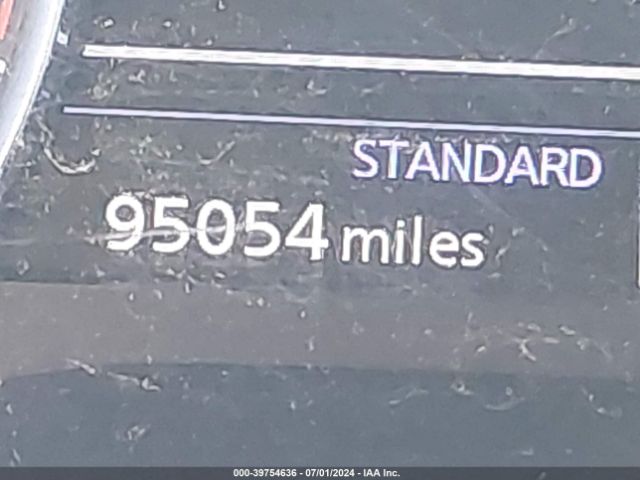 STANDARD
95054 miles
000-39754636 - 07/01/2024 - IAA Inc.